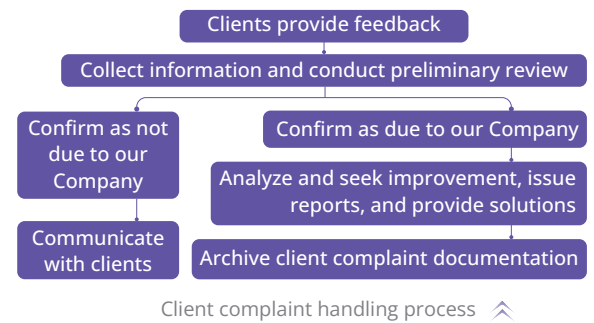 Clients provide feedback
Collect information and conduct preliminary review
Confirm as not
due to our
Company
Confirm as due to our Company
Analyze and seek improvement, issue
reports, and provide solutions
Communicate
with clients
Archive client complaint documentation
Client complaint handling process